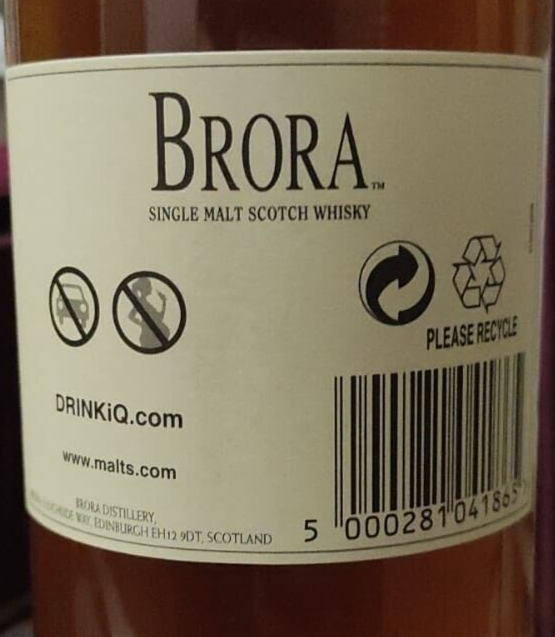 BRORA™
SINGLE MALT SCOTCH WHISKY
PLEASE RECYCLE
DRINKiQ.com
www.malts.com
BRORA DISTILLERY,
WAY, EDINBURGH EH12 9DT, SCOTLAND
5 000281 041865